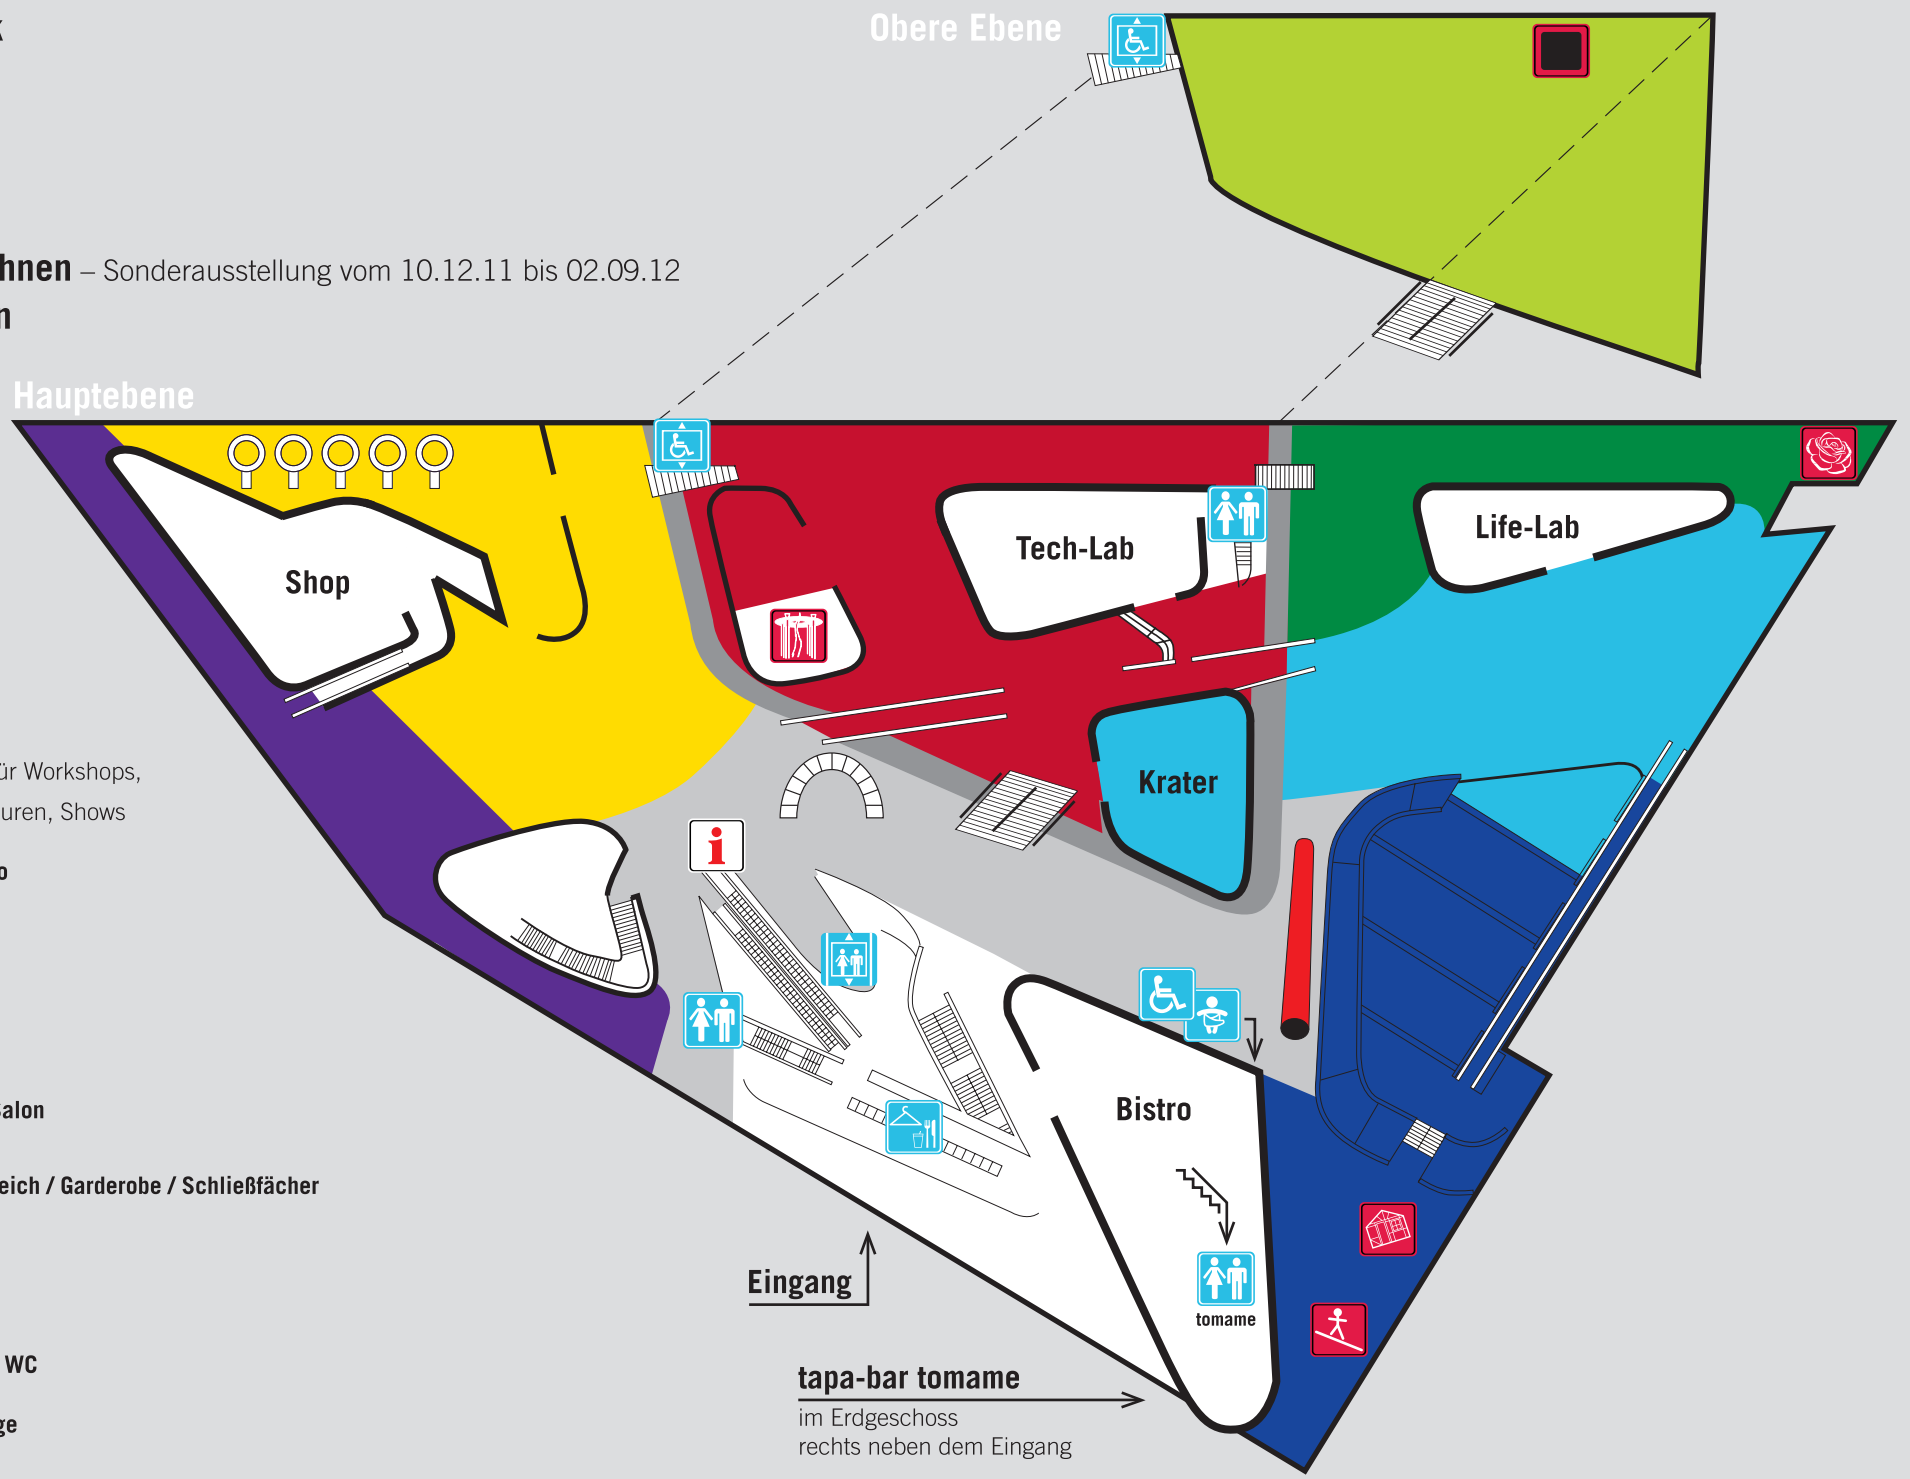 Obere Ebene
hnen – Sonderausstellung vom 10.12.11 bis 02.09.12
n
Hauptebene
Shop
Tech-Lab
Life-Lab
Krater
ür Workshops,
uren, Shows
o
i
Bistro
alon
eich / Garderobe / Schließfächer
Eingang
tomame
WC
tapa-bar tomame
im Erdgeschoss
rechts neben dem Eingang
ge